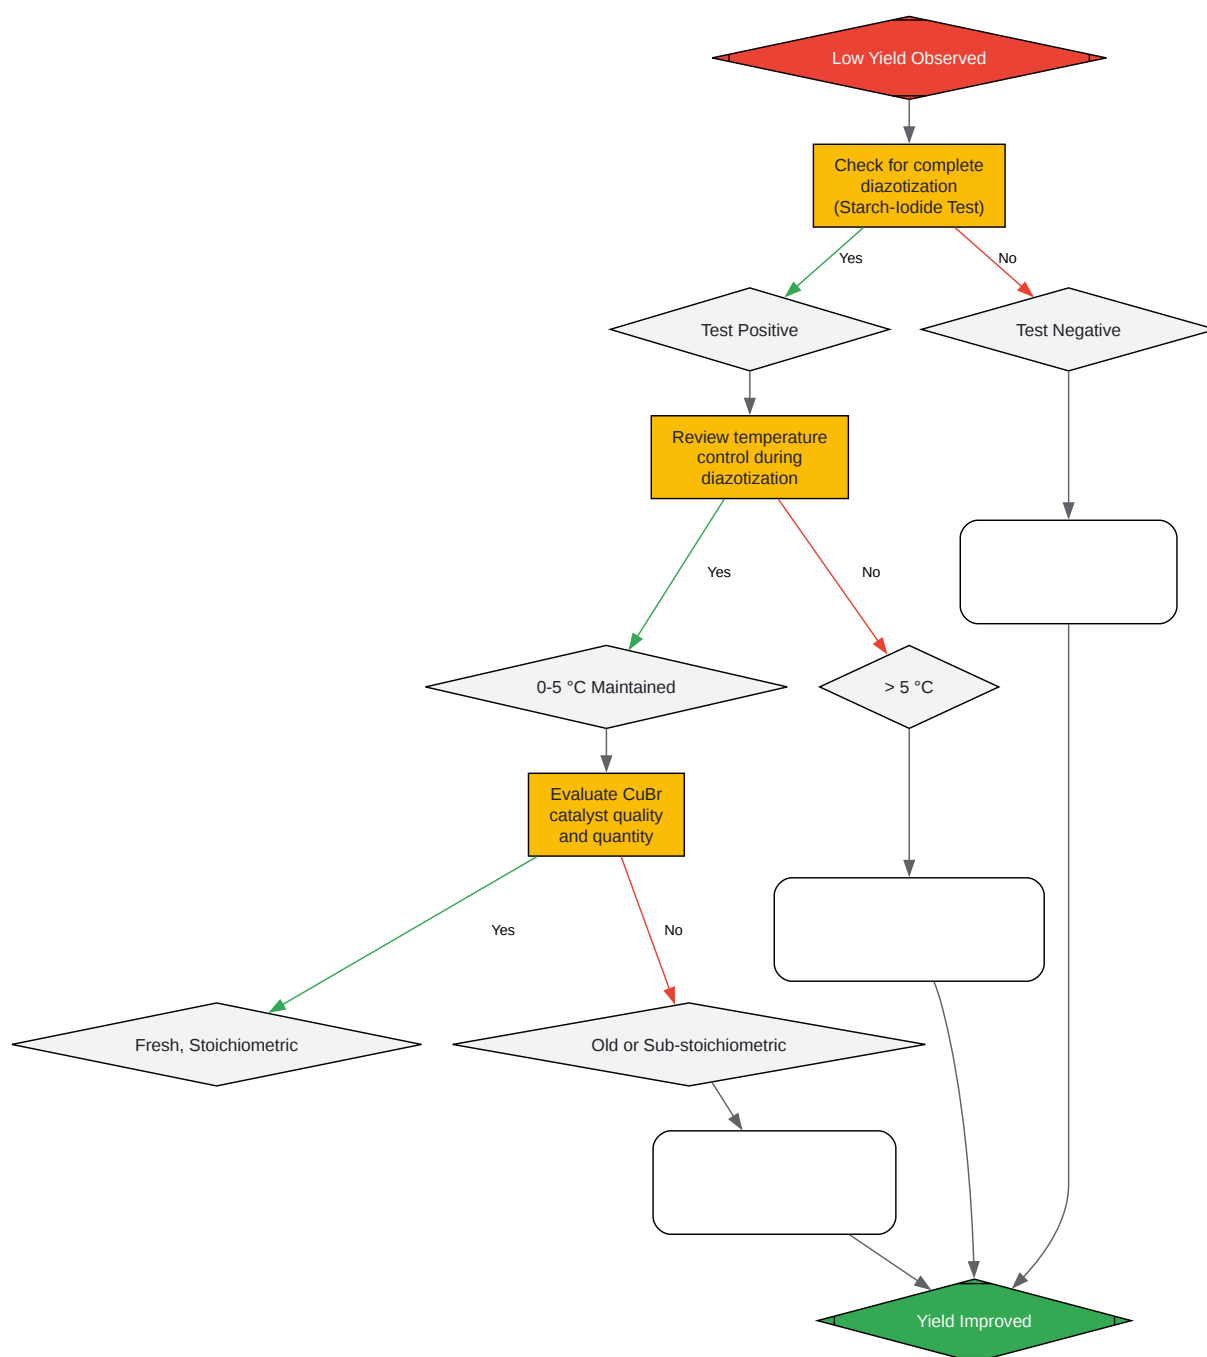 Low Yield Observed
Check for complete
diazotization
(Starch-Iodide Test)
Yes
No
Test Positive
Test Negative
Review temperature
control during
diazotization
Yes
No
0-5 °C Maintained
> 5 °C
Evaluate CuBr
catalyst quality
and quantity
Yes
No
Fresh, Stoichiometric
Old or Sub-stoichiometric
Yield Improved